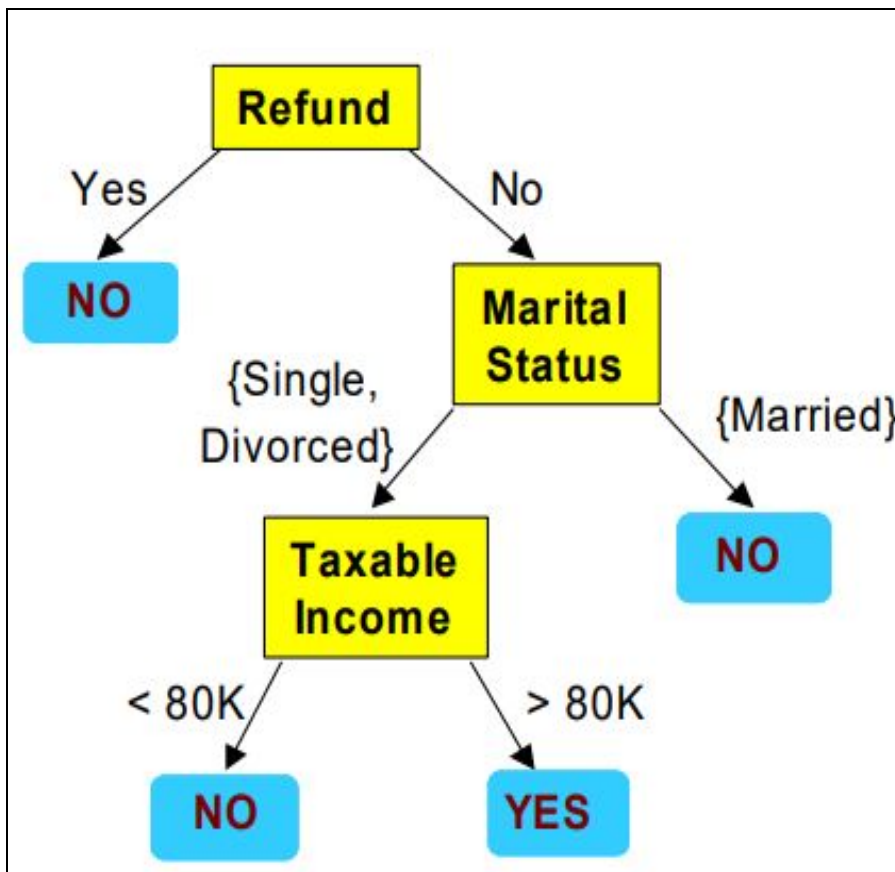 Refund
Yes
No
NO
Marital
Status
{Single,
Divorced}
{Married}
Taxable
Income
NO
< 80K
> 80K
NO
YES